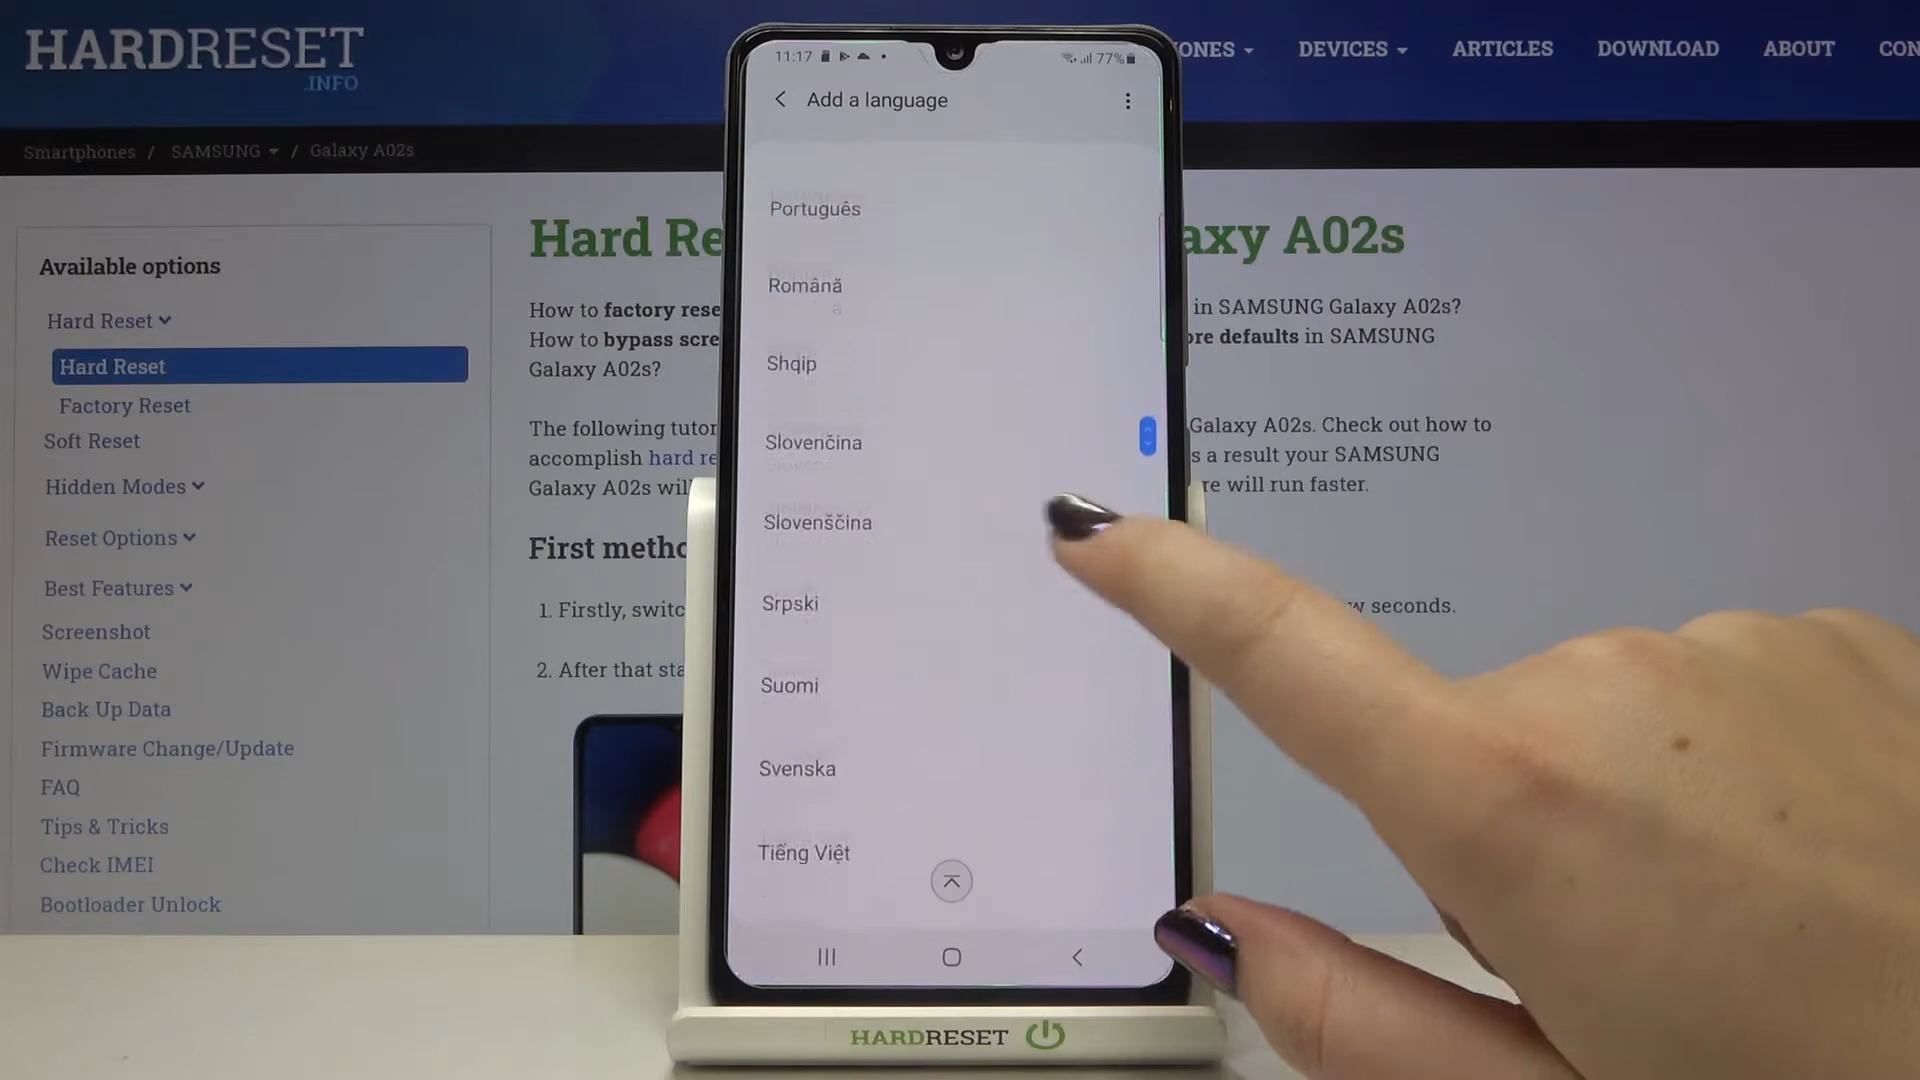 HARDRESET
.INFO
ONES
DEVICES
ARTICLES
DOWNLOAD
ABOUT
CON
Smartphones / SAMSUNG / Galaxy A02s
Available options
Hard Reset
Hard Reset
Factory Reset
Soft Reset
Hidden Modes
Reset Options
Best Features
Screenshot
Wipe Cache
Back Up Data
Firmware Change/Update
FAQ
Tips & Tricks
Check IMEI
Bootloader Unlock
Hard Re
axy A02s
How to factory rese
in SAMSUNG Galaxy A02s?
How to bypass scre
ore defaults in SAMSUNG
Galaxy A02s?
The following tutor
Galaxy A02s. Check out how to
accomplish hard re
s a result your SAMSUNG
Galaxy A02s wil
re will run faster.
First metho
1. Firstly, switc
w seconds.
2. After that sta
11:17
77%
Add a language
Português
Română
Shqip
Slovenčina
Slovenščina
Srpski
Suomi
Svenska
Tiếng Việt
HARDRESET